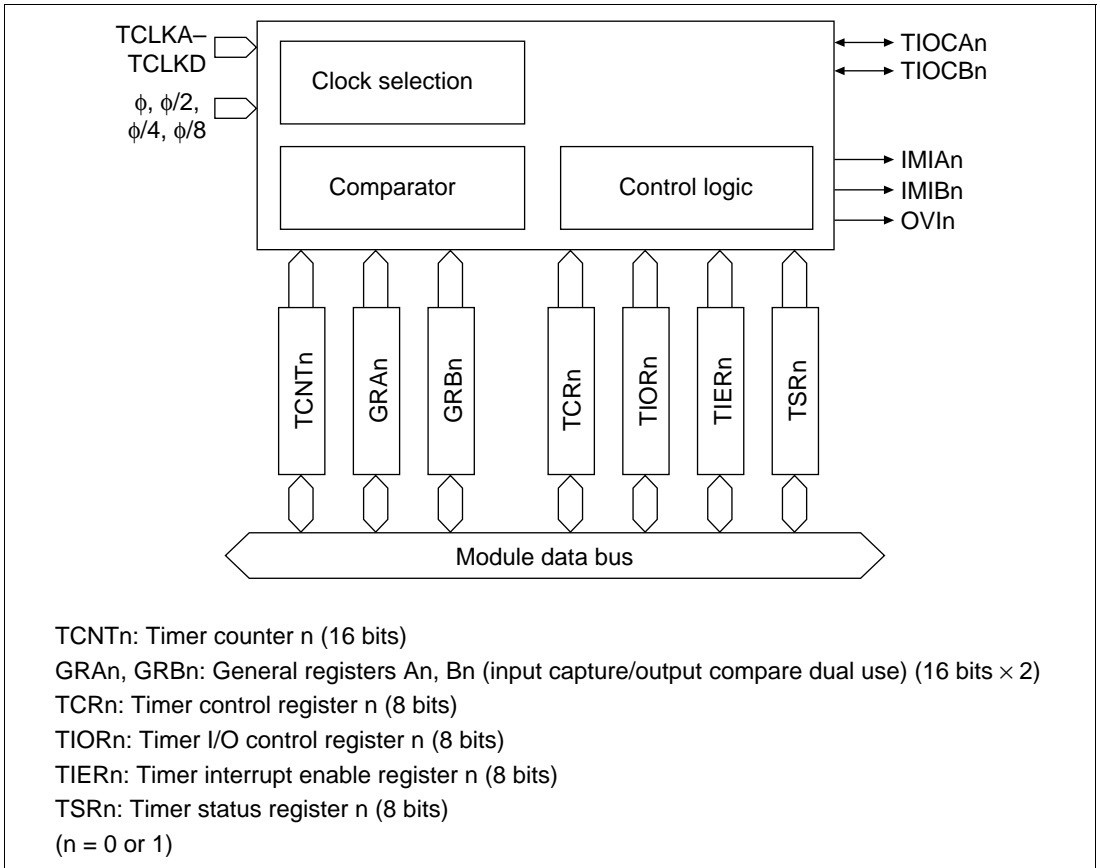 TCLKA–
TCLKD
ϕ, ϕ/2,
ϕ/4, ϕ/8
Clock selection
Comparator
Control logic
TIOCAn
TIOCBn
IMIAn
IMIBn
OVIn
TCNTn
GRAn
GRBn
TCRn
TIORn
TIERn
TSRn
Module data bus
TCNTn: Timer counter n (16 bits)
GRAn, GRBn: General registers An, Bn (input capture/output compare dual use) (16 bits × 2)
TCRn: Timer control register n (8 bits)
TIORn: Timer I/O control register n (8 bits)
TIERn: Timer interrupt enable register n (8 bits)
TSRn: Timer status register n (8 bits)
(n = 0 or 1)